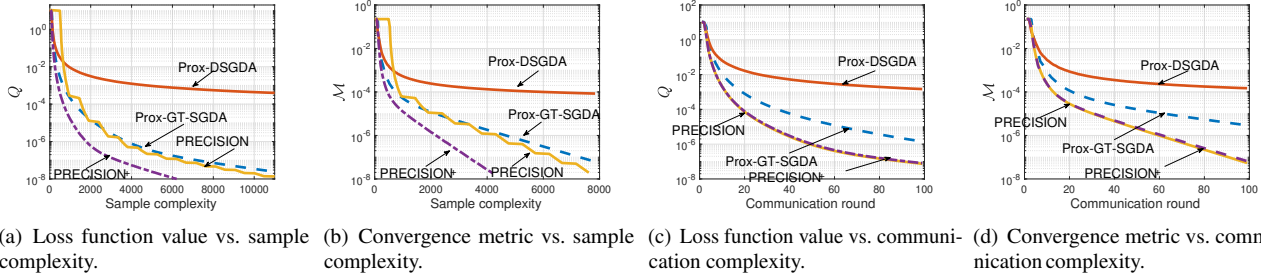 10^0
10^-2
10^-4
10^-6
10^-8
Q
0 2000 4000 6000 8000 10000
Sample complexity
Prox-DSGDA
Prox-GT-SGDA
PRECISION
PRECISION+
10^2
10^0
10^-2
10^-4
10^-6
10^-8
M
0 2000 4000 6000 8000
Sample complexity
Prox-DSGDA
Prox-GT-SGDA
PRECISION+
PRECISION
10^2
10^0
10^-2
10^-4
10^-6
10^-8
Q
0 20 40 60 80 100
Communication round
Prox-DSGDA
PRECISION
Prox-GT-SGDA
PRECISION+
10^2
10^0
10^-2
10^-4
10^-6
10^-8
M
0 20 40 60 80 100
Communication round
Prox-DSGDA
PRECISION
Prox-GT-SGDA
PRECISION+
(a) Loss function value vs. sample
complexity.
(b) Convergence metric vs. sample
complexity.
(c) Loss function value vs. communi-
cation complexity.
(d) Convergence metric vs. comm
nication complexity.